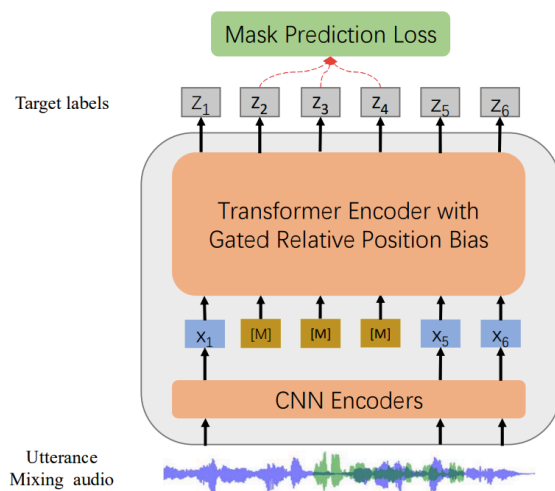 Mask Prediction Loss
Target labels
Z1 Z2 Z3 Z4 Z5 Z6
Transformer Encoder with
Gated Relative Position Bias
X1 [M] [M] [M] X5 X6
CNN Encoders
Utterance
Mixing audio